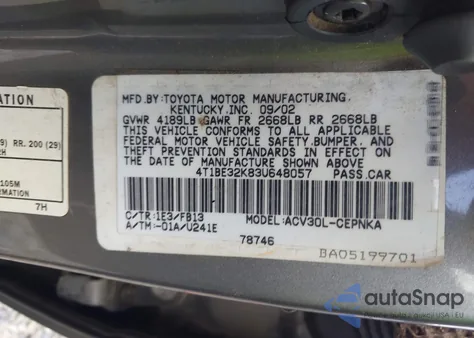 MFD.BY:TOYOTA MOTOR MANUFACTURING,
KENTUCKY,INC. 09/02
GVWR 4189LB GAWR FR 2668LB RR 2668LB
THIS VEHICLE CONFORMS TO ALL APPLICABLE
FEDERAL MOTOR VEHICLE SAFETY,BUMPER, AND
THEFT PREVENTION STANDARDS IN EFFECT ON
THE DATE OF MANUFACTURE SHOWN ABOVE.
4T1BE32K83U648057 PASS.CAR
C/TR:1E3/FB13 MODEL:ACV30L-CEPNKA
A/TM:-01A/U241E
78746
BA05199701
(29)
9) RR. 200 (29)
105M
RMATION
7H
autoSnap